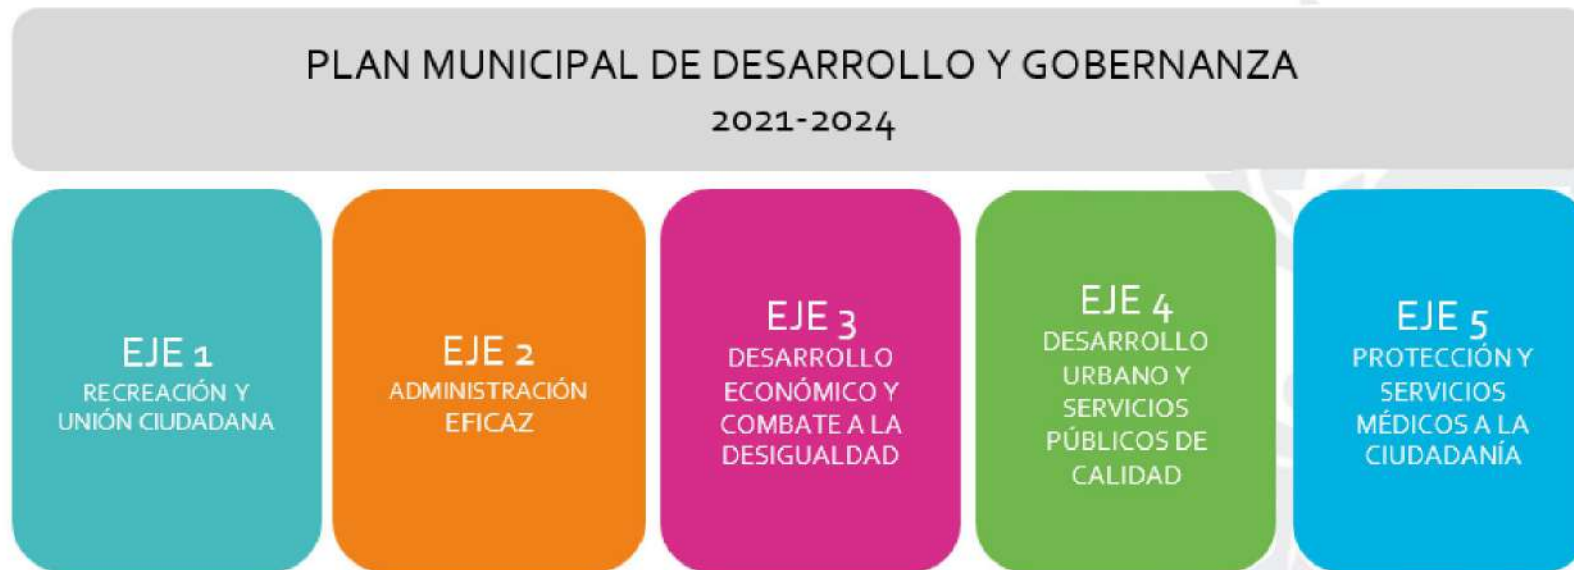 PLAN MUNICIPAL DE DESARROLLO Y GOBERNANZA
2021-2024
EJE 1
RECREACIÓN Y
UNIÓN CIUDADANA
EJE 2
ADMINISTRACIÓN
EFICAZ
EJE 3
DESARROLLO
ECONÓMICO Y
COMBATE A LA
DESIGUALDAD
EJE 4
DESARROLLO
URBANO Y
SERVICIOS
PÚBLICOS DE
CALIDAD
EJE 5
PROTECCIÓN Y
SERVICIOS
MÉDICOS A LA
CIUDADANÍA